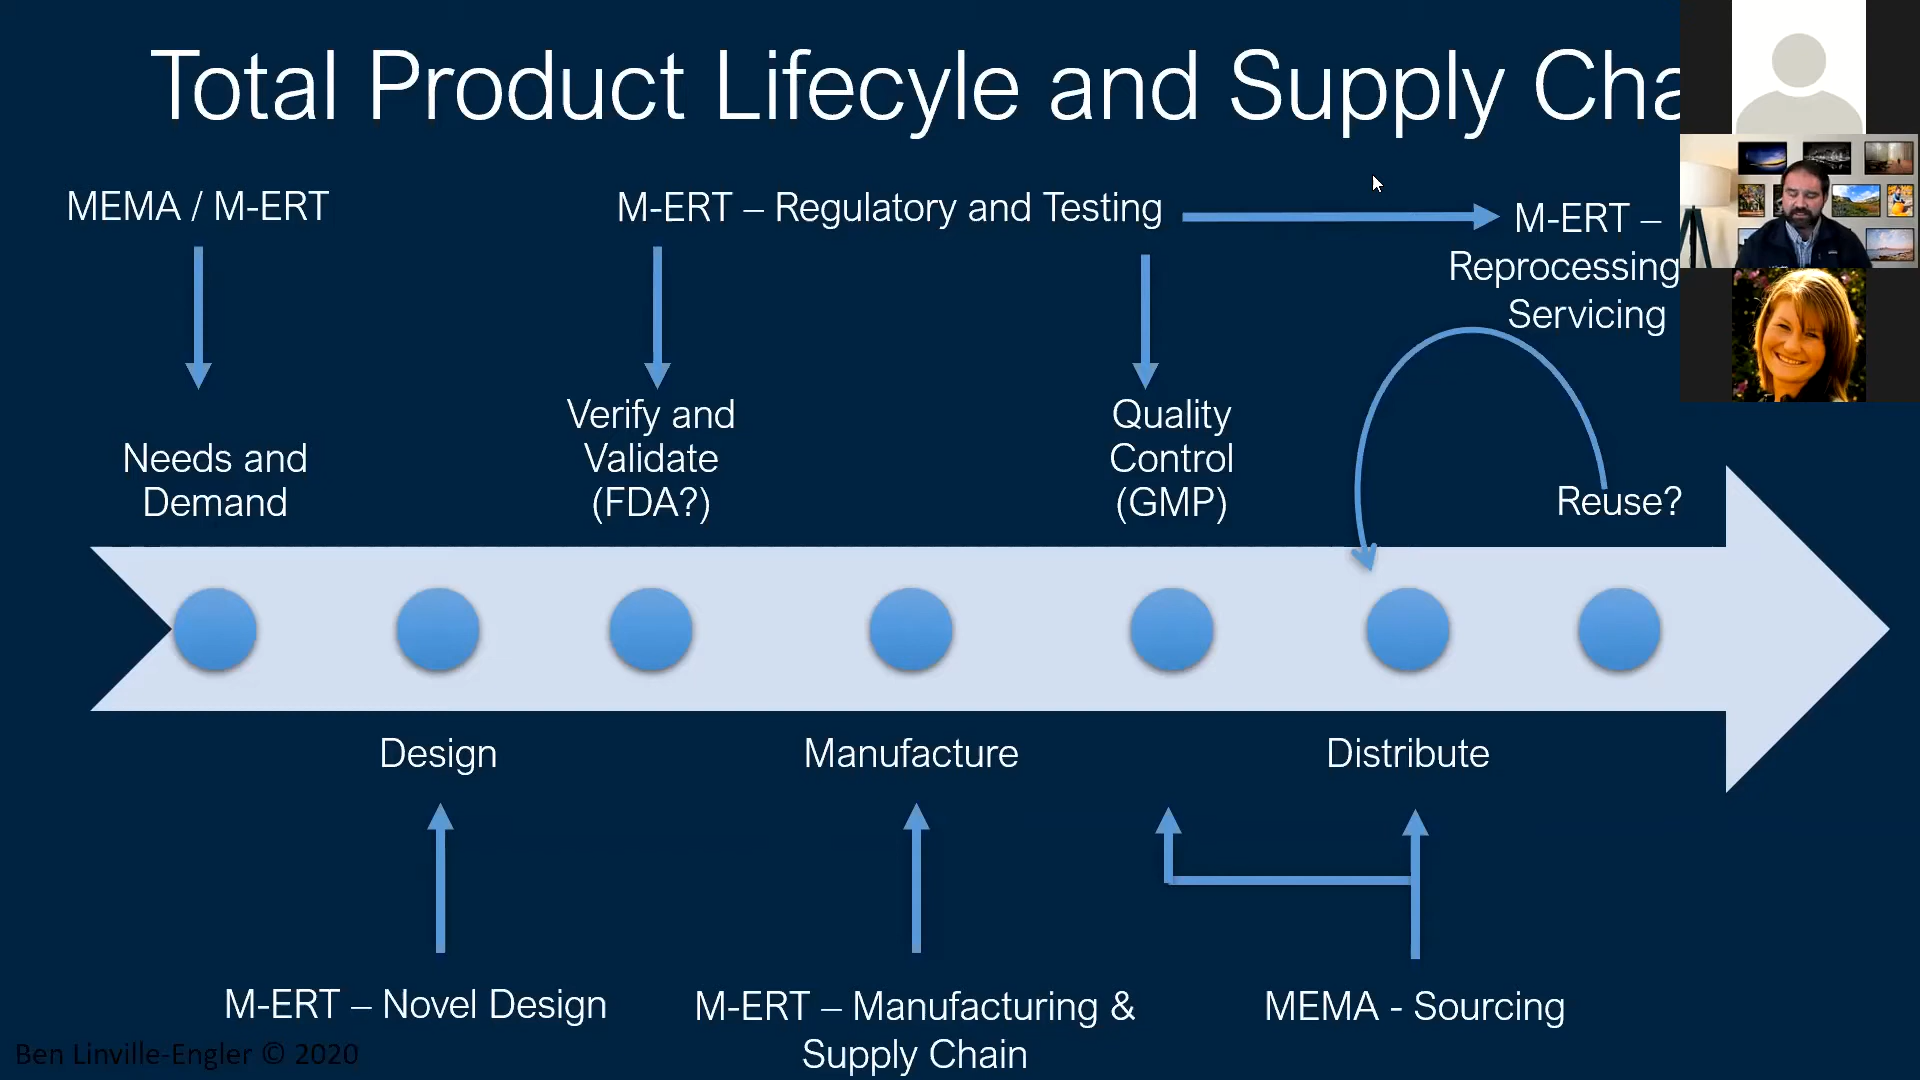 Total Product Lifecyle and Supply Cha
MEMA / M-ERT
M-ERT – Regulatory and Testing
M-ERT –
Reprocessing
Servicing
Needs and
Demand
Verify and
Validate
(FDA?)
Quality
Control
(GMP)
Reuse?
Design
Manufacture
Distribute
M-ERT – Novel Design
M-ERT – Manufacturing &
Supply Chain
MEMA - Sourcing
Ben Linville-Engler © 2020